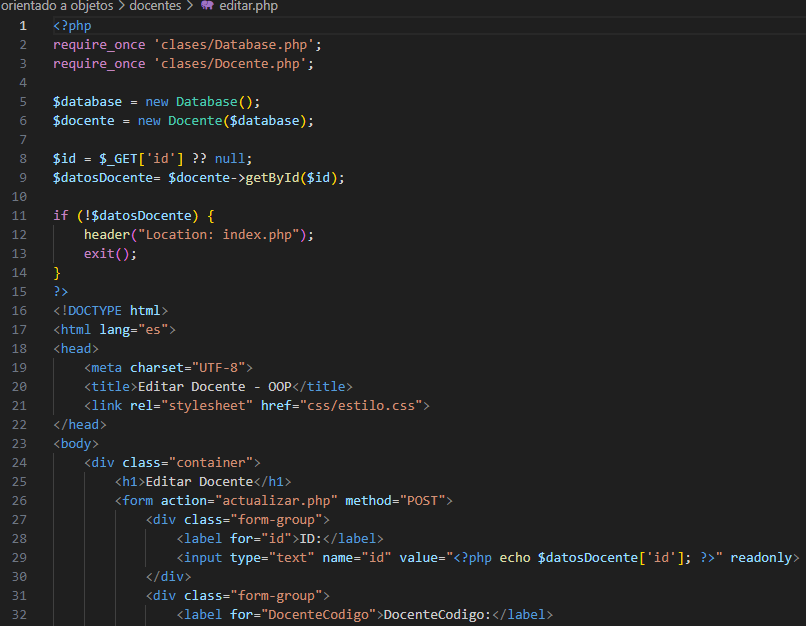 orientado a objetos > docentes > editar.php
1 <?php
2 require_once 'clases/Database.php';
3 require_once 'clases/Docente.php';
4
5 $database = new Database();
6 $docente = new Docente($database);
7
8 $id = $_GET['id'] ?? null;
9 $datosDocente= $docente->getById($id);
10
11 if (!$datosDocente) {
12     header("Location: index.php");
13     exit();
14 }
15 ?>
16 <!DOCTYPE html>
17 <html lang="es">
18 <head>
19     <meta charset="UTF-8">
20     <title>Editar Docente - OOP</title>
21     <link rel="stylesheet" href="css/estilo.css">
22 </head>
23 <body>
24     <div class="container">
25         <h1>Editar Docente</h1>
26         <form action="actualizar.php" method="POST">
27             <div class="form-group">
28                 <label for="id">ID:</label>
29                 <input type="text" name="id" value="<?php echo $datosDocente['id']; ?>" readonly>
30             </div>
31             <div class="form-group">
32                 <label for="DocenteCodigo">DocenteCodigo:</label>